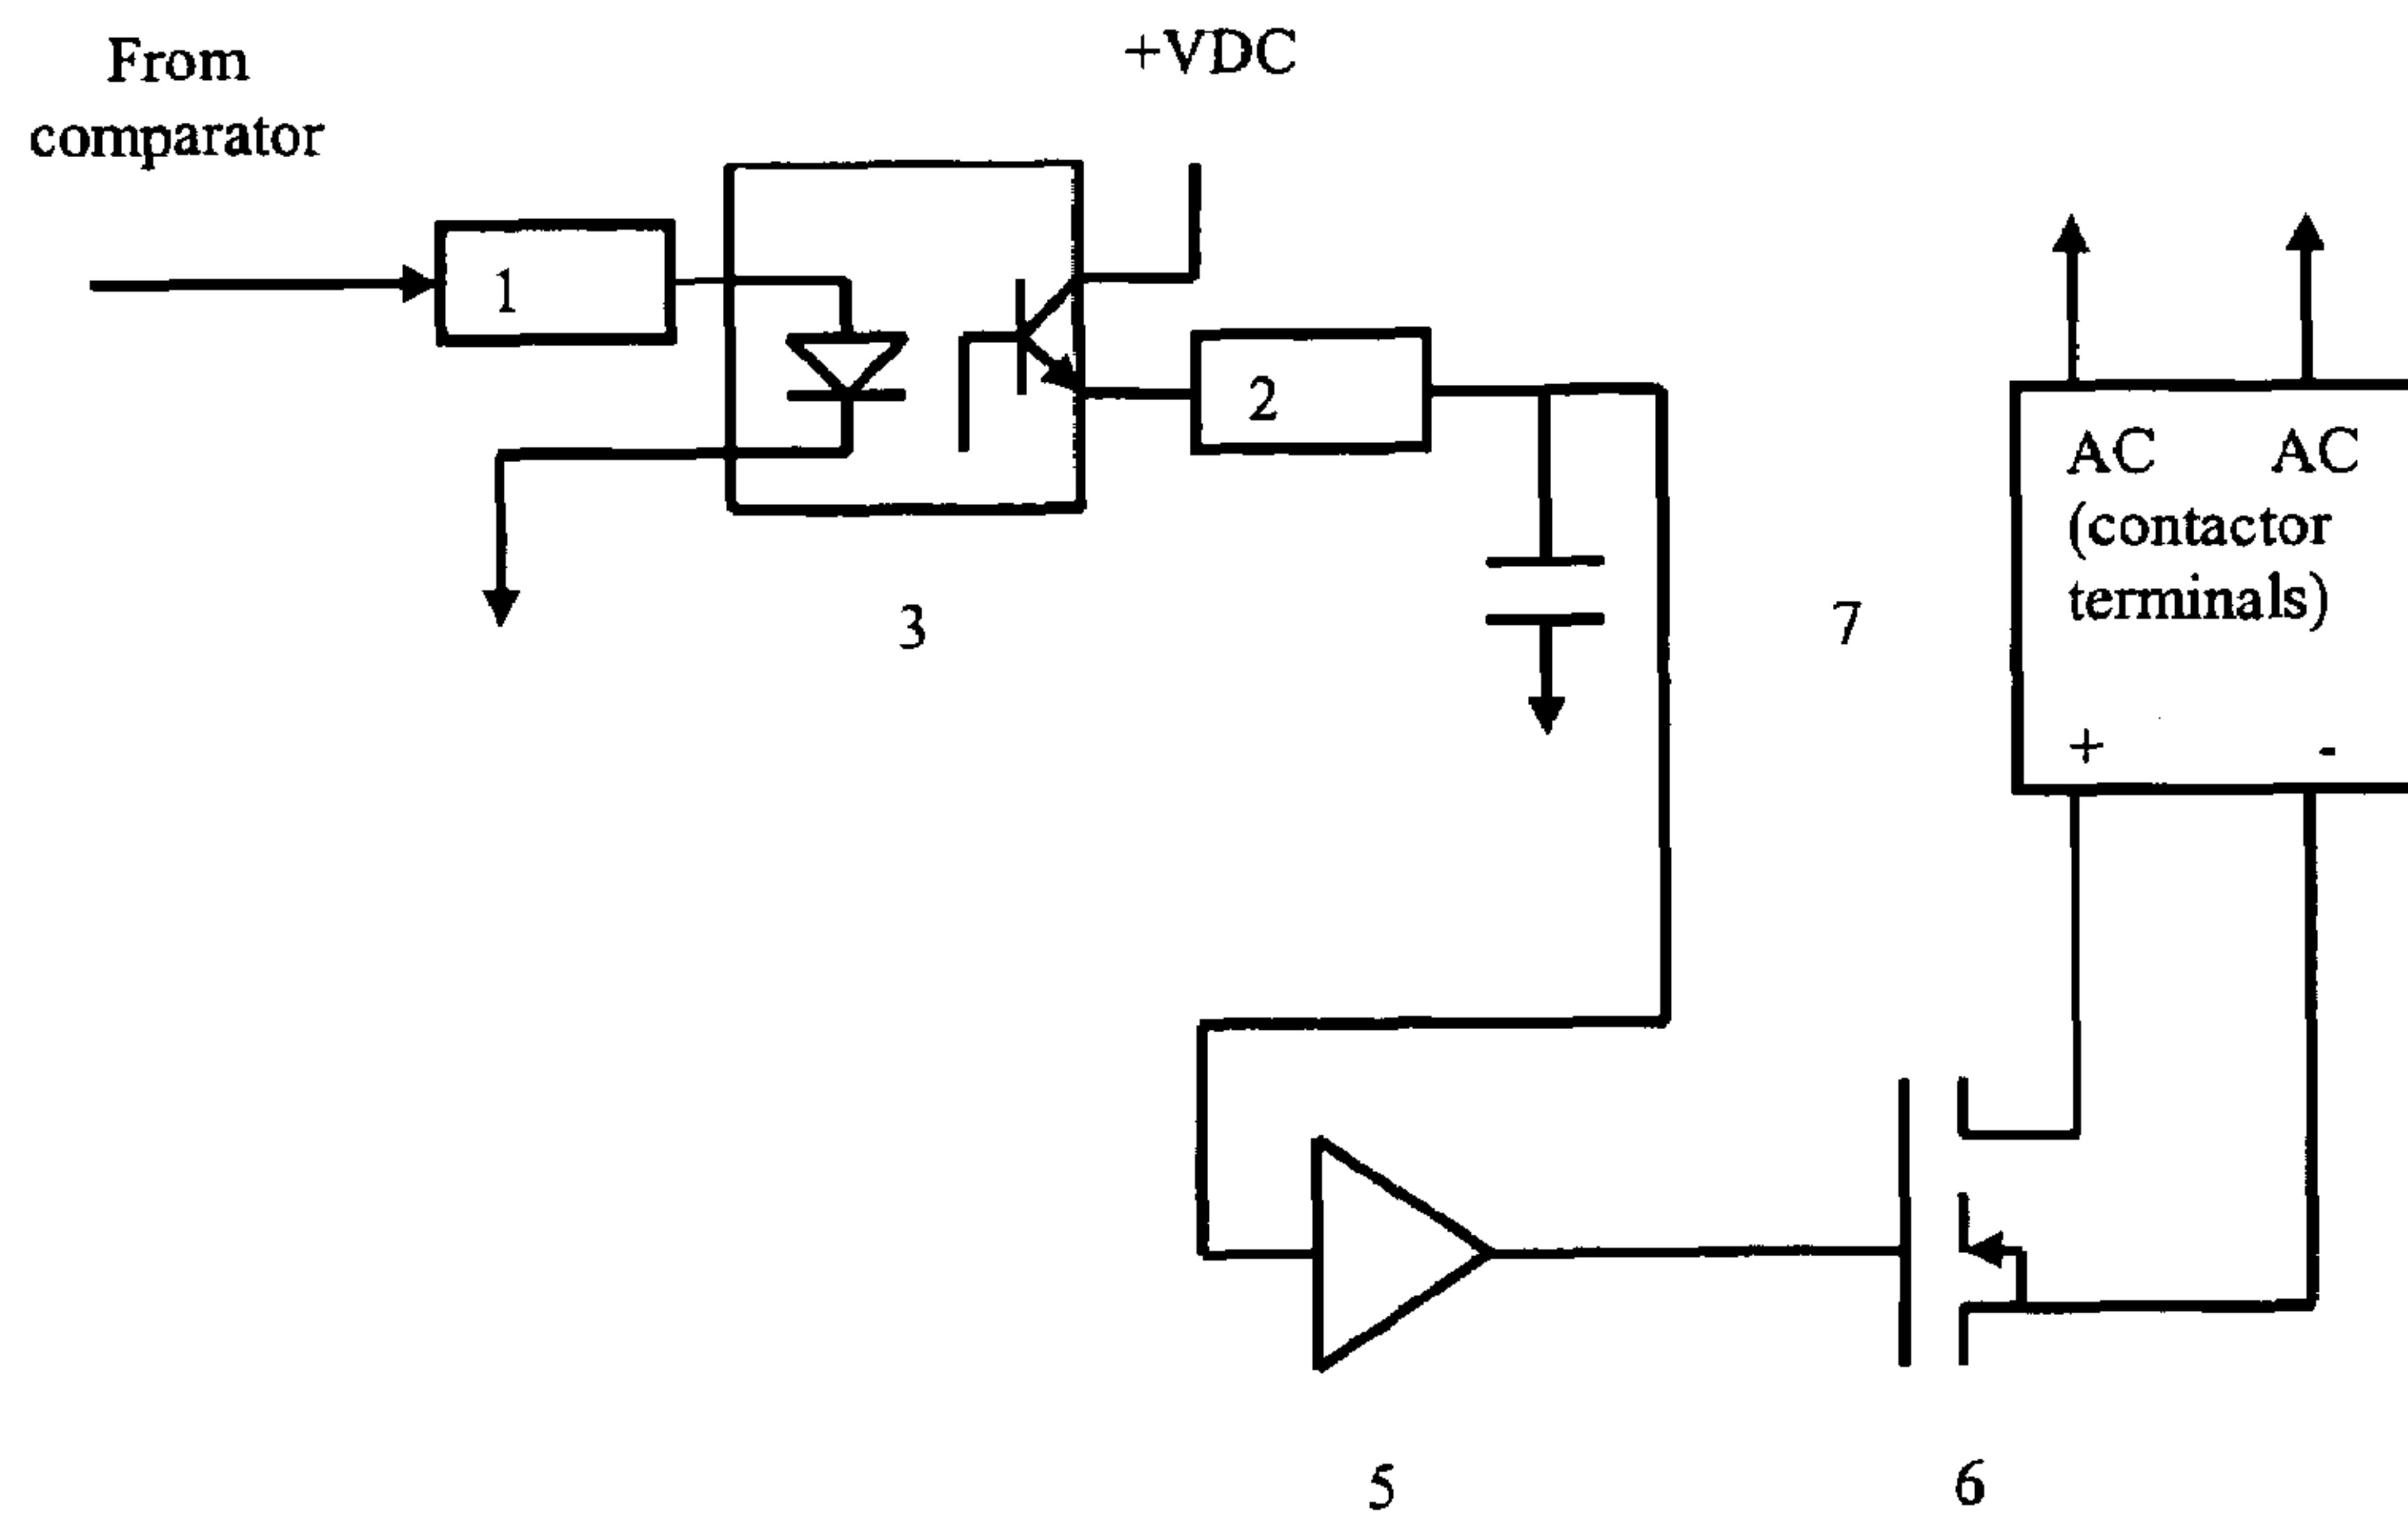 From
comparator
+VDC
1
2
3
7
AC AC
(contactor
terminals)
+ -
5
6